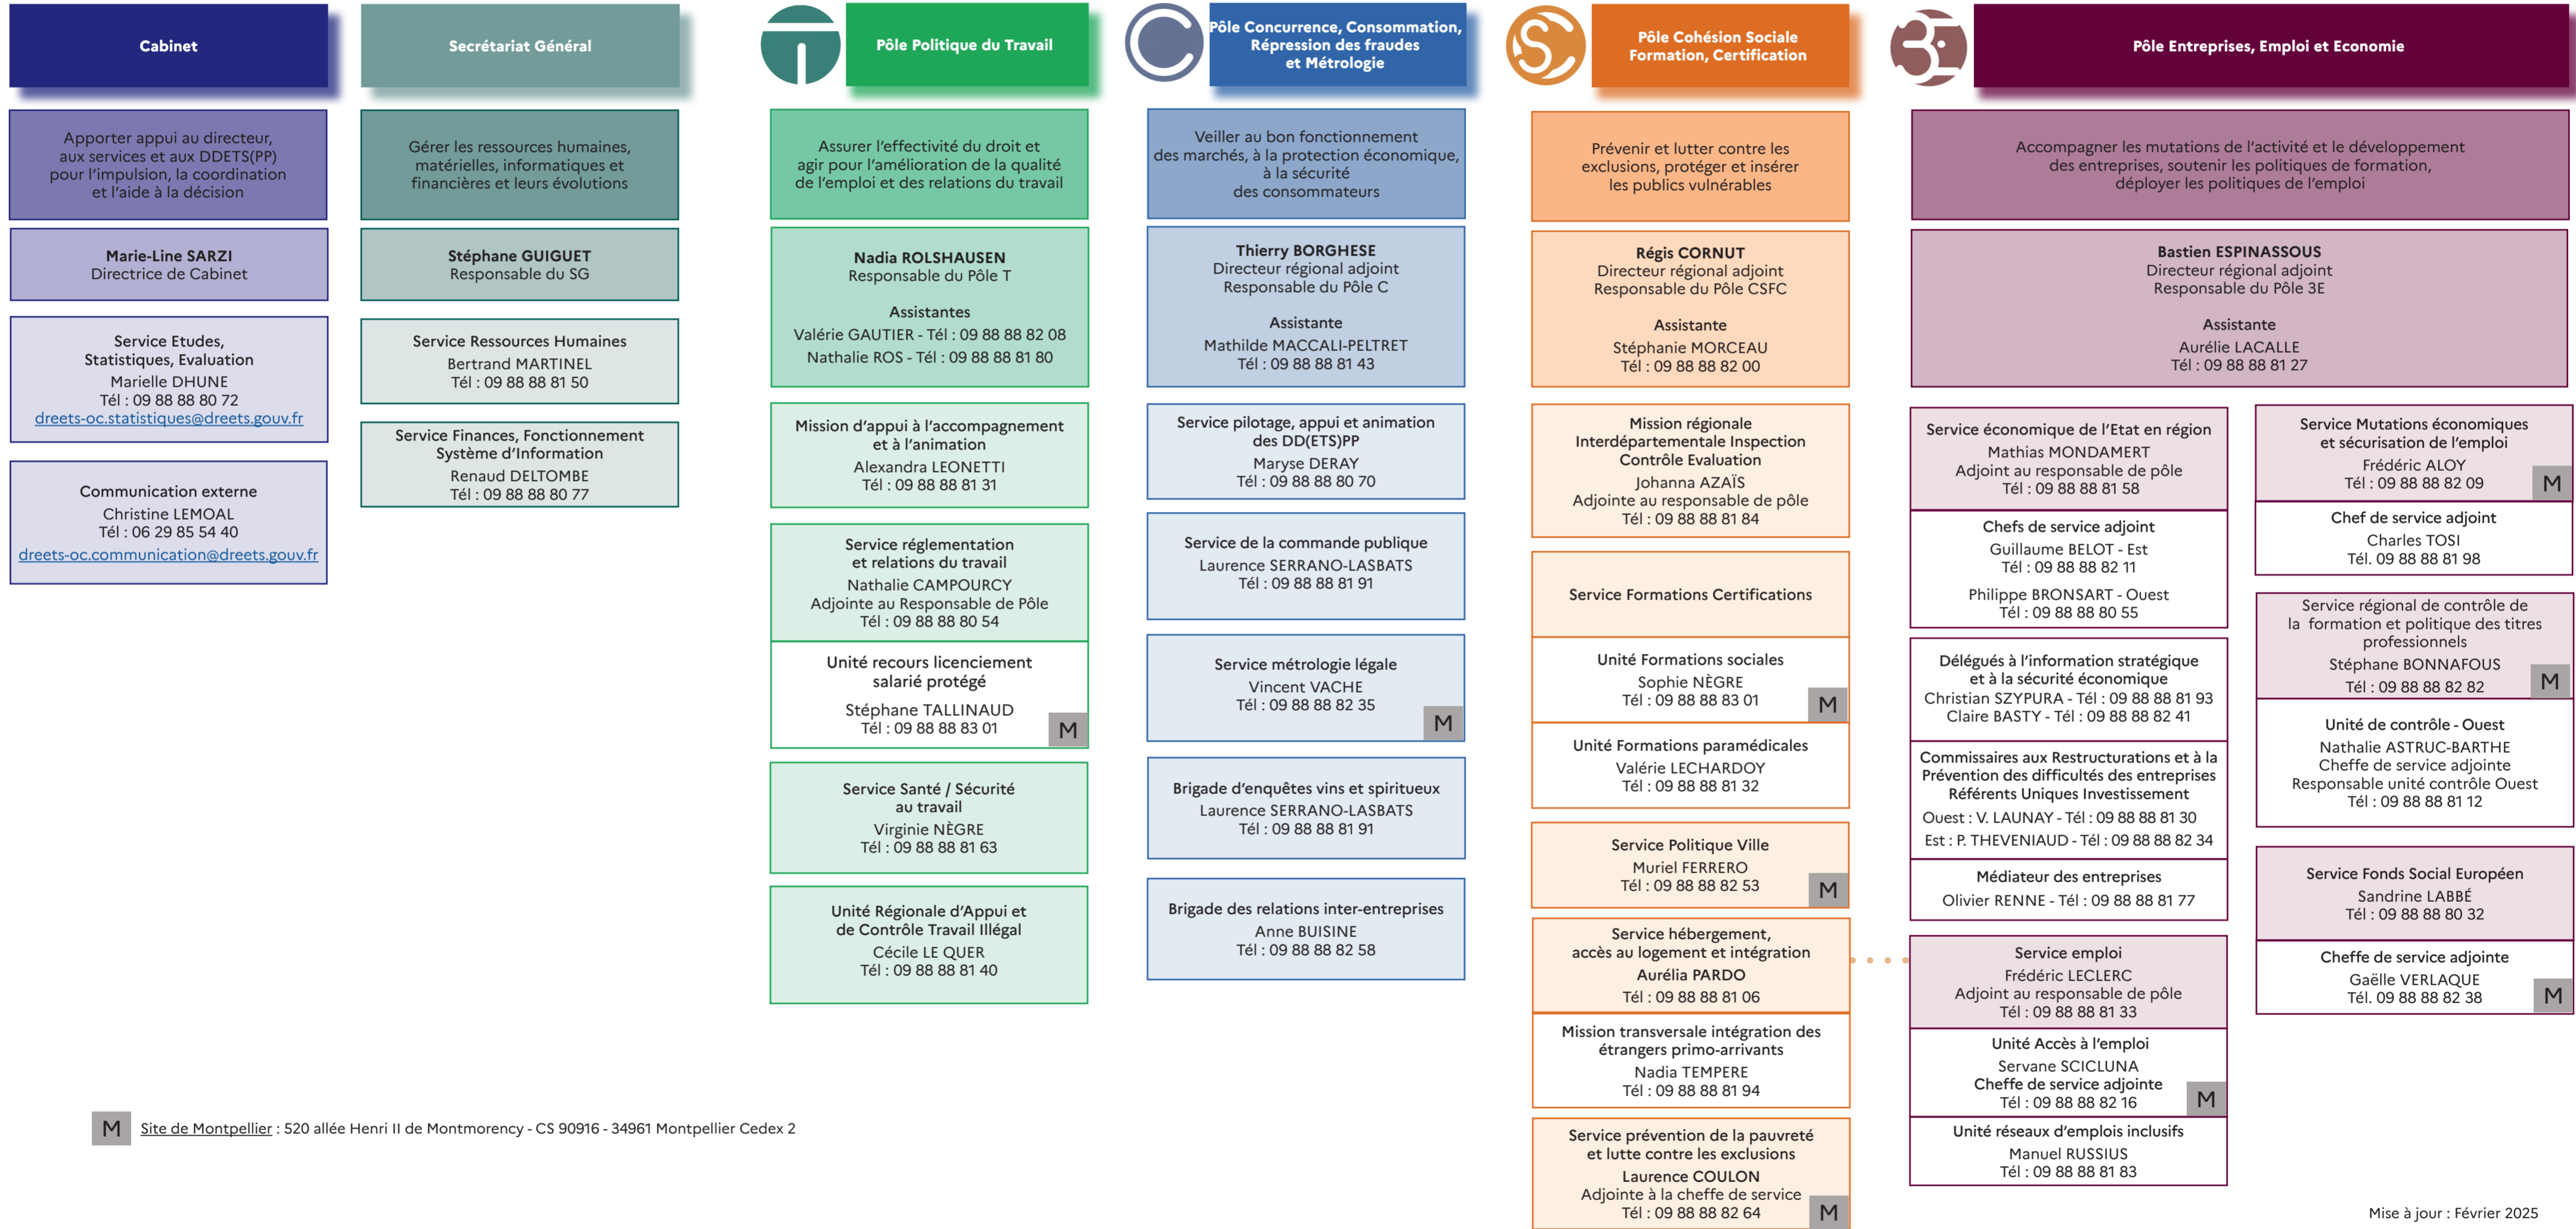 Cabinet
Apporter appui au directeur,
aux services et aux DDETS(PP)
pour l'impulsion, la coordination
et l'aide à la décision
Marie-Line SARZI
Directrice de Cabinet
Service Etudes,
Statistiques, Evaluation
Marielle DHUNE
Tél : 09 88 88 80 72
dreets-oc.statistiques@dreets.gouv.fr
Communication externe
Christine LEMOAL
Tél : 06 29 85 54 40
dreets-oc.communication@dreets.gouv.fr
Secrétariat Général
Gérer les ressources humaines,
matérielles, informatiques et
financières et leurs évolutions
Stéphane GUIGUET
Responsable du SG
Service Ressources Humaines
Bertrand MARTINEL
Tél : 09 88 88 81 50
Service Finances, Fonctionnement
Système d'Information
Renaud DELTOMBE
Tél : 09 88 88 80 77
T
Pôle Politique du Travail
Assurer l'effectivité du droit et
agir pour l'amélioration de la qualité
de l'emploi et des relations du travail
Nadia ROLSHAUSEN
Responsable du Pôle T
Assistantes
Valérie GAUTIER - Tél : 09 88 88 82 08
Nathalie ROS - Tél : 09 88 88 81 80
Mission d'appui à l'accompagnement
et à l'animation
Alexandra LEONETTI
Tél : 09 88 88 81 31
Service réglementation
et relations du travail
Nathalie CAMPOURCY
Adjointe au Responsable de Pôle
Tél : 09 88 88 80 54
Unité recours licenciement
salarié protégé
Stéphane TALLINAUD
Tél : 09 88 88 83 01
M
Service Santé / Sécurité
au travail
Virginie NÈGRE
Tél : 09 88 88 81 63
Unité Régionale d'Appui et
de Contrôle Travail Illégal
Cécile LE QUER
Tél : 09 88 88 81 40
C
Pôle Concurrence, Consommation,
Répression des fraudes
et Métrologie
Veiller au bon fonctionnement
des marchés, à la protection économique,
à la sécurité
des consommateurs
Thierry BORGHESE
Directeur régional adjoint
Responsable du Pôle C
Assistante
Mathilde MACCALI-PELTRET
Tél : 09 88 88 81 43
Service pilotage, appui et animation
des DD(ETS)PP
Maryse DERAY
Tél : 09 88 88 80 70
Service de la commande publique
Laurence SERRANO-LASBATS
Tél : 09 88 88 81 91
Service métrologie légale
Vincent VACHE
Tél : 09 88 88 82 35
M
Brigade d'enquêtes vins et spiritueux
Laurence SERRANO-LASBATS
Tél : 09 88 88 81 91
Brigade des relations inter-entreprises
Anne BUISINE
Tél : 09 88 88 82 58
SC
Pôle Cohésion Sociale
Formation, Certification
Prévenir et lutter contre les
exclusions, protéger et insérer
les publics vulnérables
Régis CORNUT
Directeur régional adjoint
Responsable du Pôle CSFC
Assistante
Stéphanie MORCEAU
Tél : 09 88 88 82 00
Mission régionale
Interdépartementale Inspection
Contrôle Evaluation
Johanna AZAÏS
Adjointe au responsable de pôle
Tél : 09 88 88 81 84
Service Formations Certifications
Unité Formations sociales
Sophie NÈGRE
Tél : 09 88 88 83 01
M
Unité Formations paramédicales
Valérie LECHARDOY
Tél : 09 88 88 81 32
Service Politique Ville
Muriel FERRERO
Tél : 09 88 88 82 53
M
Service hébergement,
accès au logement et intégration
Aurélia PARDO
Tél : 09 88 88 81 06
Mission transversale intégration des
étrangers primo-arrivants
Nadia TEMPERE
Tél : 09 88 88 81 94
Service prévention de la pauvreté
et lutte contre les exclusions
Laurence COULON
Adjointe à la cheffe de service
Tél : 09 88 88 82 64
M
3E
Pôle Entreprises, Emploi et Economie
Accompagner les mutations de l'activité et le développement
des entreprises, soutenir les politiques de formation,
déployer les politiques de l'emploi
Bastien ESPINASSOUS
Directeur régional adjoint
Responsable du Pôle 3E
Assistante
Aurélie LACALLE
Tél : 09 88 88 81 27
Service économique de l'Etat en région
Mathias MONDAMERT
Adjoint au responsable de pôle
Tél : 09 88 88 81 58
Chefs de service adjoint
Guillaume BELOT - Est
Tél : 09 88 88 82 11
Philippe BRONSART - Ouest
Tél : 09 88 88 80 55
Délégués à l'information stratégique
et à la sécurité économique
Christian SZYPURA - Tél : 09 88 88 81 93
Claire BASTY - Tél : 09 88 88 82 41
Commissaires aux Restructurations et à la
Prévention des difficultés des entreprises
Référents Uniques Investissement
Ouest : V. LAUNAY - Tél : 09 88 88 81 30
Est : P. THEVENIAUD - Tél : 09 88 88 82 34
Médiateur des entreprises
Olivier RENNE - Tél : 09 88 88 81 77
Service emploi
Frédéric LECLERC
Adjoint au responsable de pôle
Tél : 09 88 88 81 33
Unité Accès à l'emploi
Servane SCICLUNA
Cheffe de service adjointe
Tél : 09 88 88 82 16
M
Unité réseaux d'emplois inclusifs
Manuel RUSSIUS
Tél : 09 88 88 81 83
Service Mutations économiques
et sécurisation de l'emploi
Frédéric ALOY
Tél : 09 88 88 82 09
M
Chef de service adjoint
Charles TOSI
Tél. 09 88 88 81 98
Service régional de contrôle de
la formation et politique des titres
professionnels
Stéphane BONNAFOUS
Tél : 09 88 88 82 82
M
Unité de contrôle - Ouest
Nathalie ASTRUC-BARTHE
Cheffe de service adjointe
Responsable unité contrôle Ouest
Tél : 09 88 88 81 12
Service Fonds Social Européen
Sandrine LABBÉ
Tél : 09 88 88 80 32
Cheffe de service adjointe
Gaëlle VERLAQUE
Tél. 09 88 88 82 38
M
M Site de Montpellier : 520 allée Henri II de Montmorency - CS 90916 - 34961 Montpellier Cedex 2
Mise à jour : Février 2025